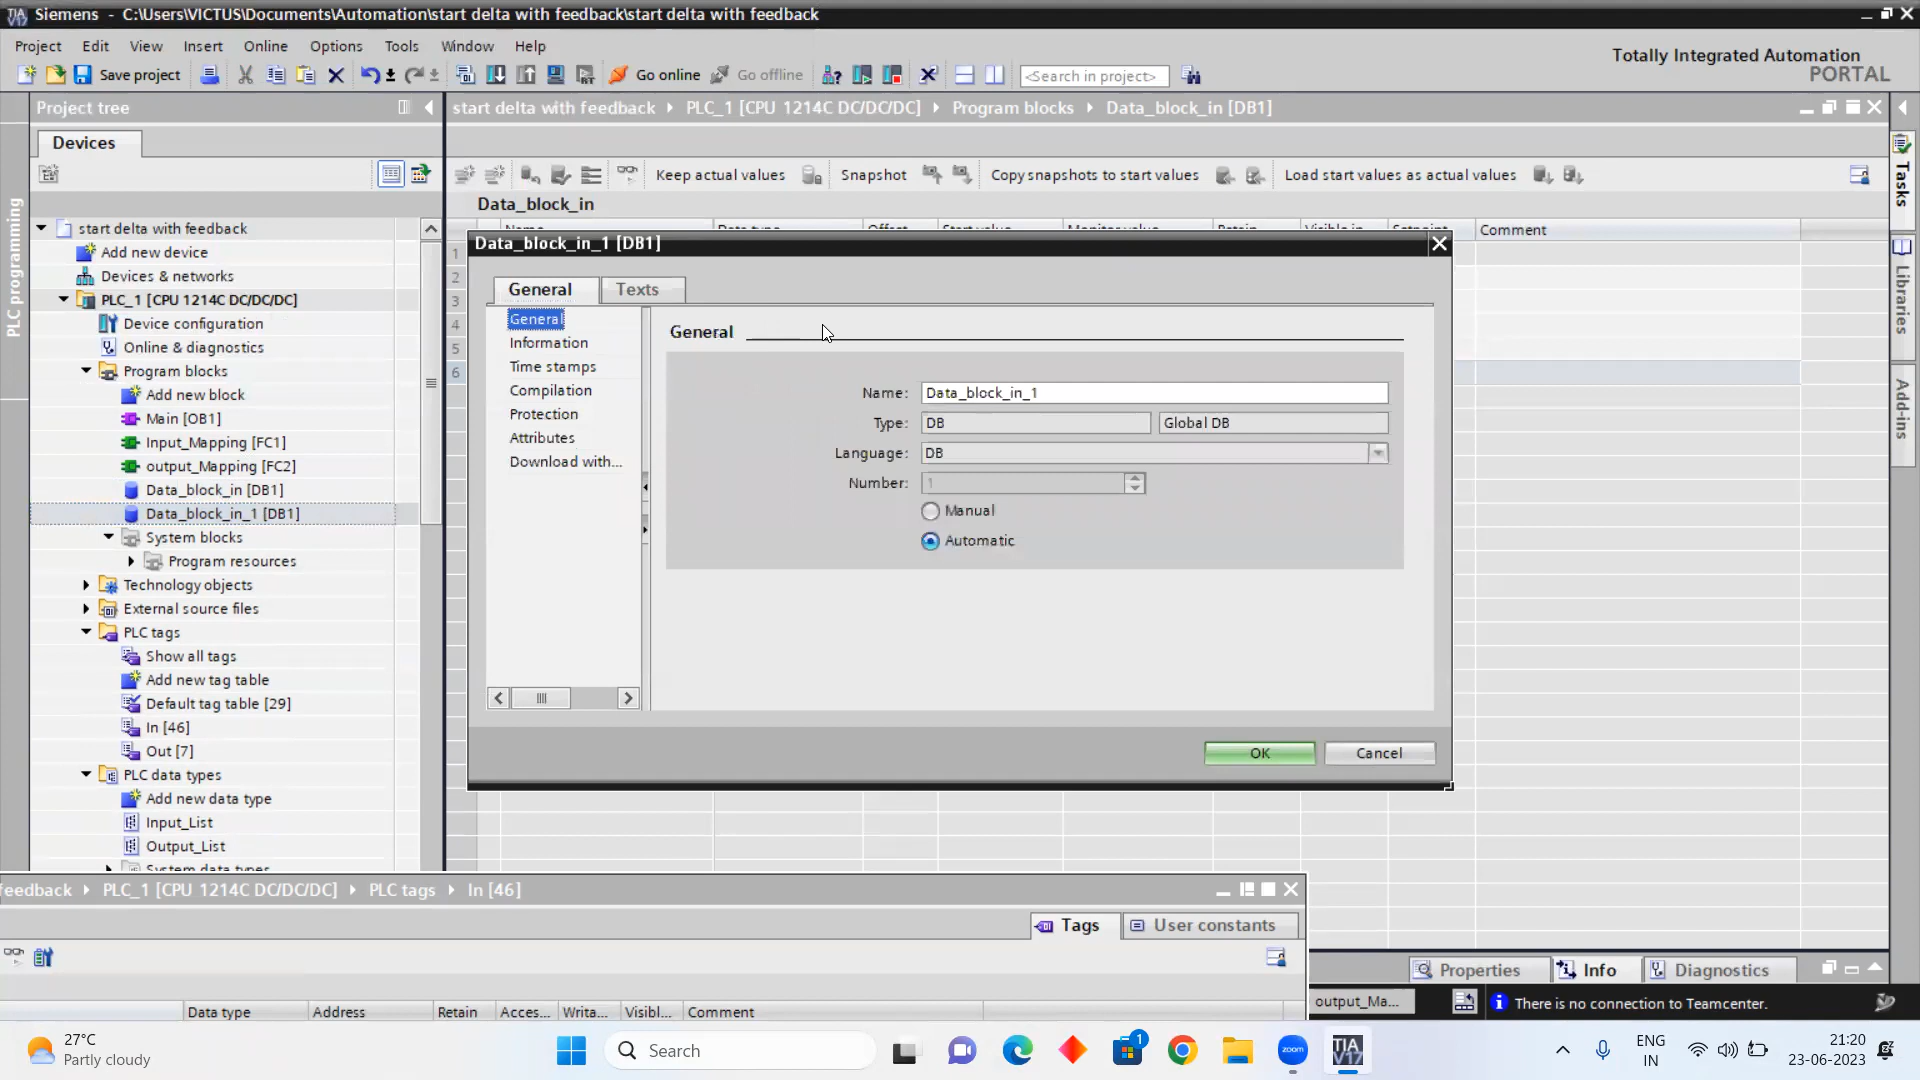 Siemens - C:\Users\VICTUS\Documents\Automation\start delta with feedback\start delta with feedback
Project Edit View Insert Online Options Tools Window Help
Totally Integrated Automation
PORTAL
Save project
Go online
Go offline
<Search in project>
Project tree
start delta with feedback PLC_1 [CPU 1214C DC/DC/DC] Program blocks Data_block_in [DB1]
Devices
Keep actual values
Snapshot
Copy snapshots to start values
Load start values as actual values
Data_block_in
Comment
PLC programming
Tasks
Libraries
Add-ins
start delta with feedback
Add new device
Devices & networks
PLC_1 [CPU 1214C DC/DC/DC]
Device configuration
Online & diagnostics
Program blocks
Add new block
Main [OB1]
Input_Mapping [FC1]
output_Mapping [FC2]
Data_block_in [DB1]
Data_block_in_1 [DB1]
System blocks
Program resources
Technology objects
External source files
PLC tags
Show all tags
Add new tag table
Default tag table [29]
In [46]
Out [7]
PLC data types
Add new data type
Input_List
Output_List
1
2
3
4
5
6
Data_block_in_1 [DB1]
General Texts
General
Information
Time stamps
Compilation
Protection
Attributes
Download with...
General
Name: Data_block_in_1
Type: DB Global DB
Language: DB
Number: 1
Manual
Automatic
OK Cancel
feedback PLC_1 [CPU 1214C DC/DC/DC] PLC tags In [46]
Tags User constants
Data type Address Retain Acces... Writa... Visibl... Comment
Properties Info Diagnostics
output_Ma...
There is no connection to Teamcenter.
27°C
Partly cloudy
Search
1
zoom
TIA
V17
ENG
IN
21:20
23-06-2023